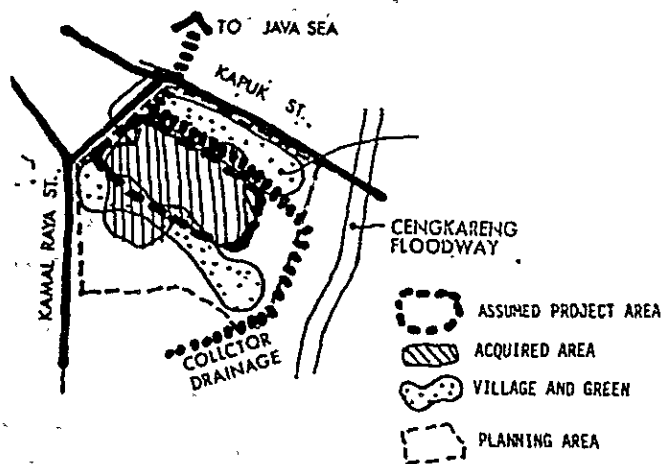 TO JAVA SEA
KAPUK ST.
KAMAL RAYA ST.
CENGKARENG
FLOODWAY
COLLCTOR
DRAINAGE
ASSUMED PROJECT AREA
ACQUIRED AREA
VILLAGE AND GREEN
PLANNING AREA